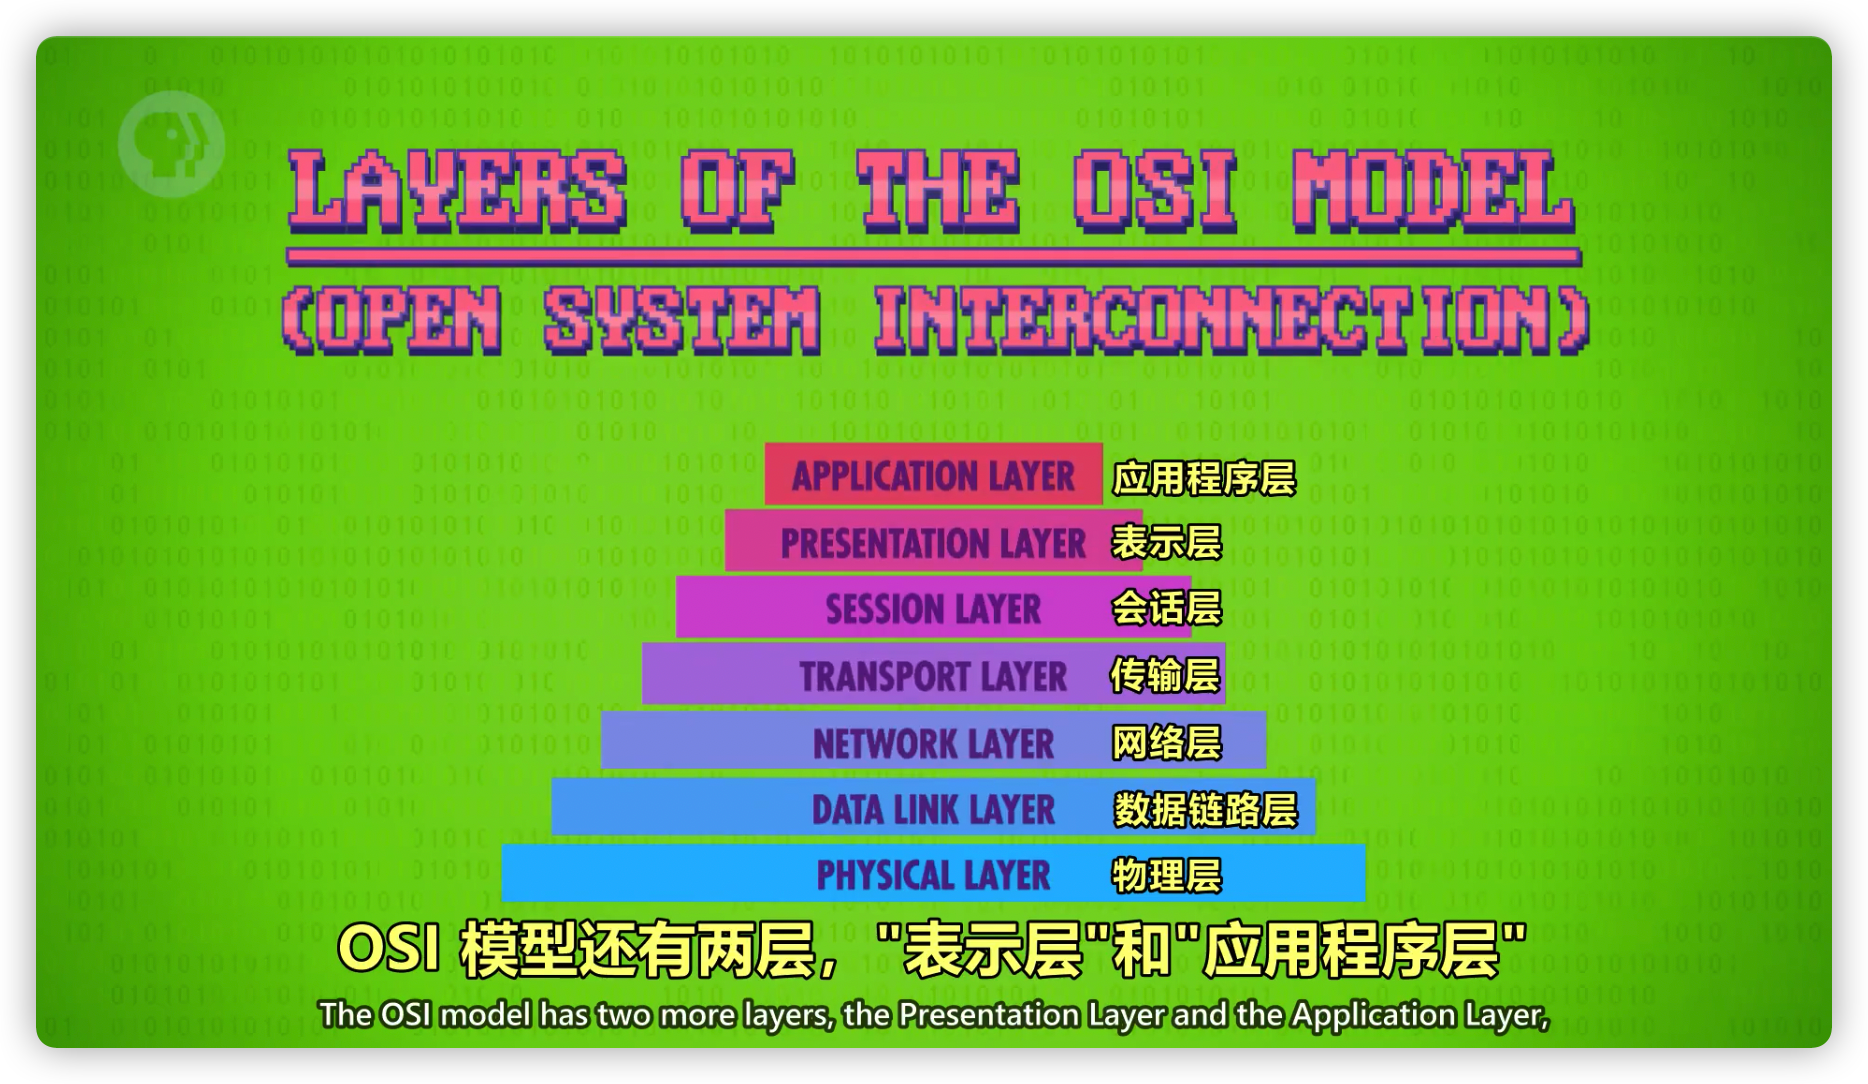 LAYERS OF THE OSI MODEL
(OPEN SYSTEM INTERCONNECTION)
APPLICATION LAYER 应用程序层
PRESENTATION LAYER 表示层
SESSION LAYER 会话层
TRANSPORT LAYER 传输层
NETWORK LAYER 网络层
DATA LINK LAYER 数据链路层
PHYSICAL LAYER 物理层
OSI 模型还有两层，"表示层"和"应用程序层"
The OSI model has two more layers, the Presentation Layer and the Application Layer,